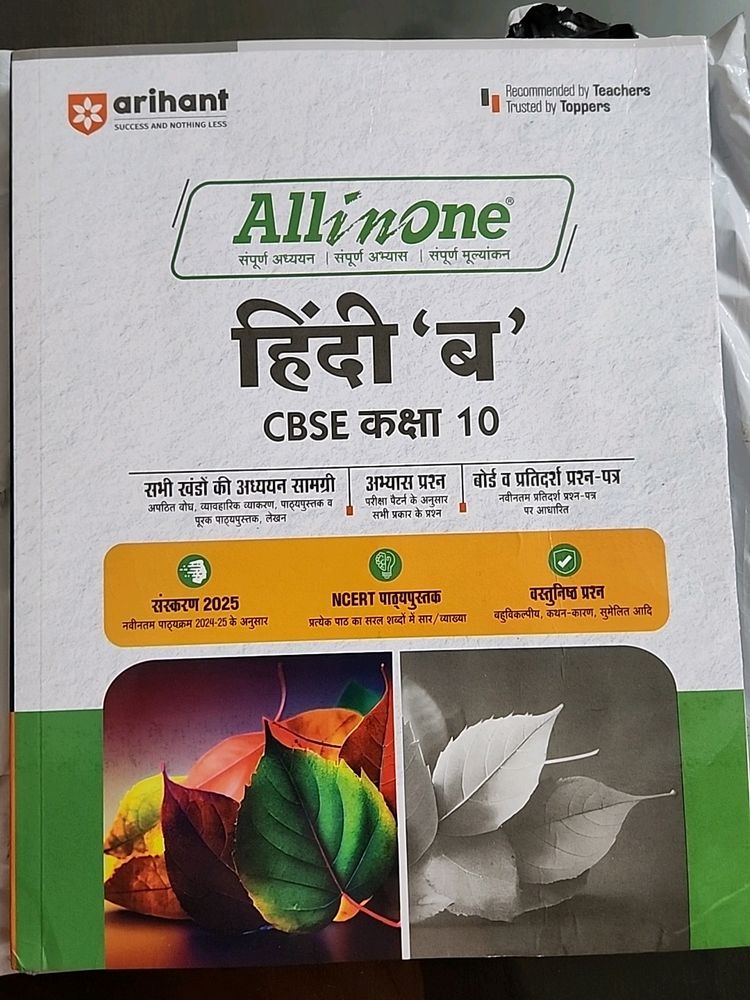 arihant
SUCCESS AND NOTHING LESS
Recommended by Teachers
Trusted by Toppers
All in One®
संपूर्ण अध्ययन | संपूर्ण अभ्यास | संपूर्ण मूल्यांकन
हिंदी ‘ब’
CBSE कक्षा 10
सभी खंडों की अध्ययन सामग्री
अपठित बोध, व्यावहारिक व्याकरण, पाठ्यपुस्तक व
पूरक पाठ्यपुस्तक, लेखन
अभ्यास प्रश्न
परीक्षा पैटर्न के अनुसार
सभी प्रकार के प्रश्न
बोर्ड व प्रतिदर्श प्रश्न-पत्र
नवीनतम प्रतिदर्श प्रश्न-पत्र
पर आधारित
संस्करण 2025
नवीनतम पाठ्यक्रम 2024-25 के अनुसार
NCERT पाठ्यपुस्तक
प्रत्येक पाठ का सरल शब्दों में सार/व्याख्या
वस्तुनिष्ठ प्रश्न
बहुविकल्पीय, कथन-कारण, सुमेलित आदि